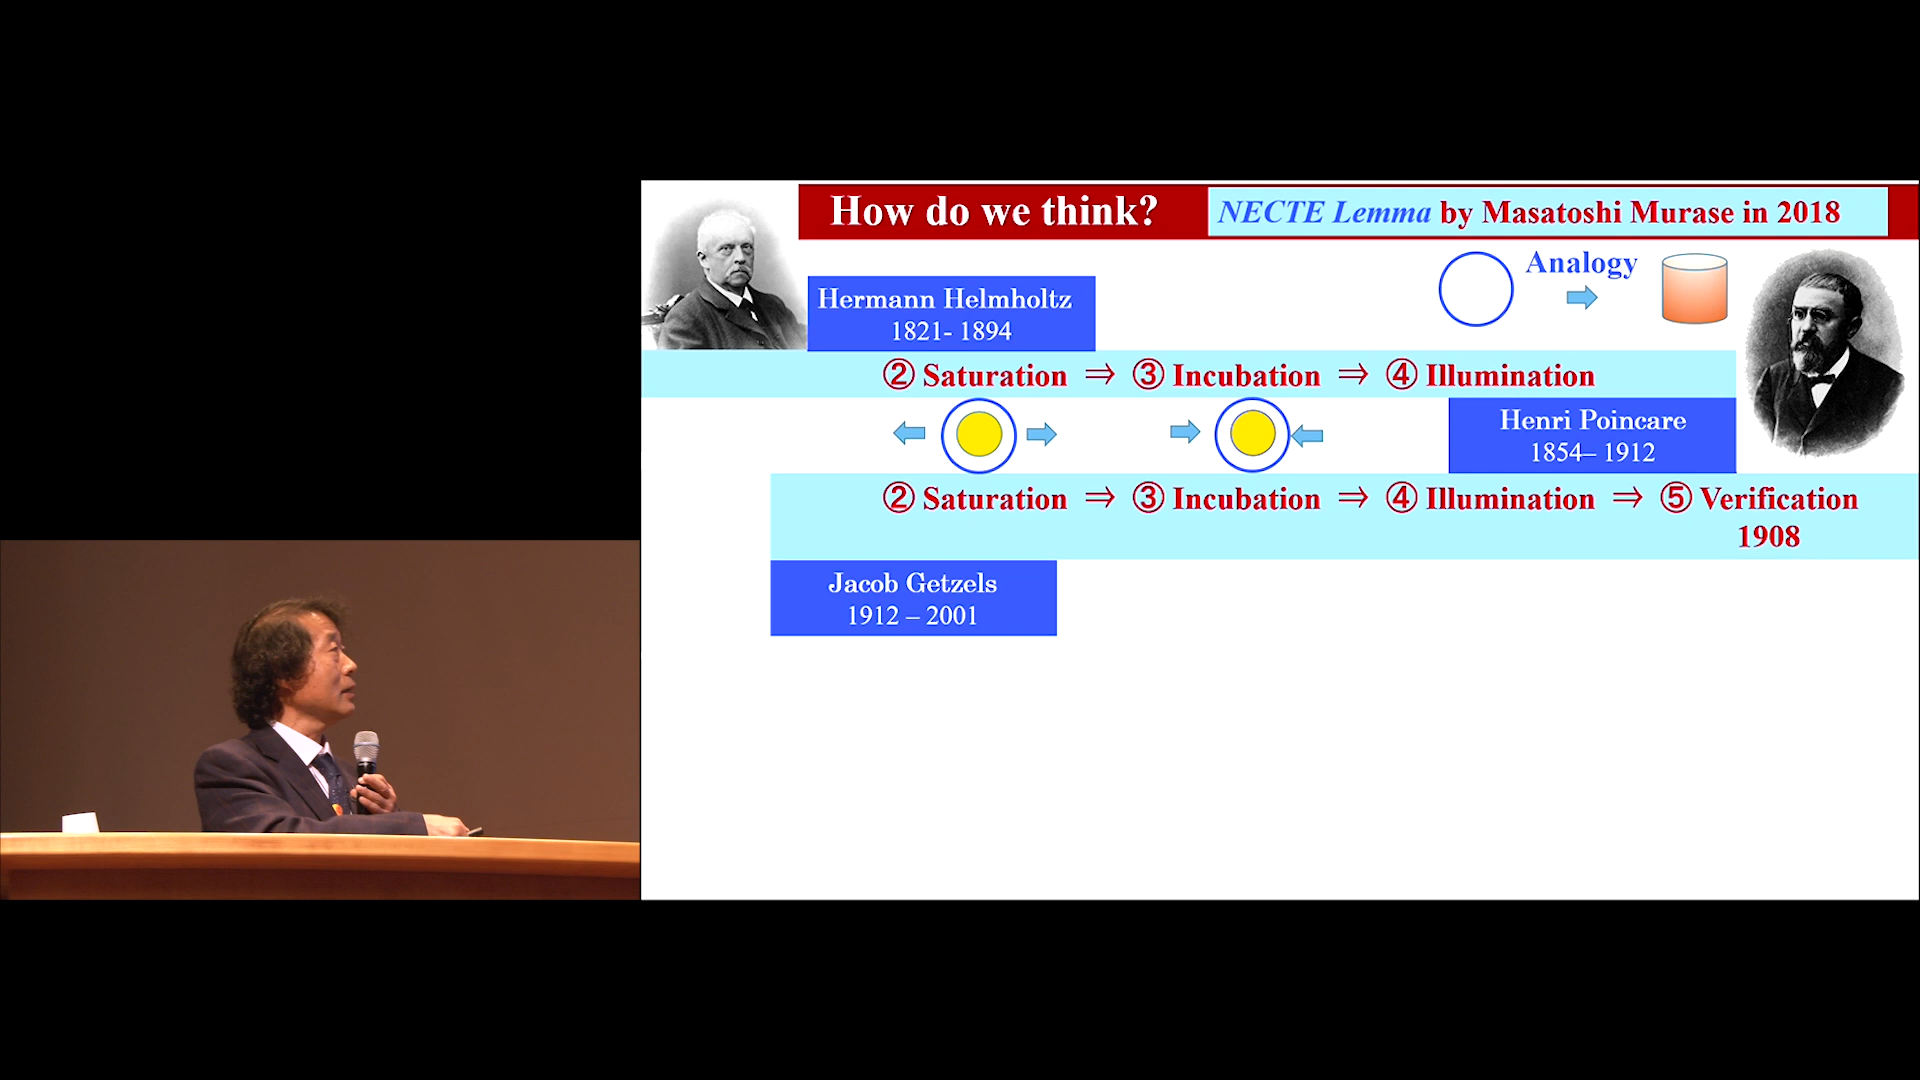 How do we think?
NECTE Lemma by Masatoshi Murase in 2018
Analogy
Hermann Helmholtz
1821- 1894
② Saturation ⇒ ③ Incubation ⇒ ④ Illumination
Henri Poincare
1854– 1912
② Saturation ⇒ ③ Incubation ⇒ ④ Illumination ⇒ ⑤ Verification
1908
Jacob Getzels
1912 – 2001